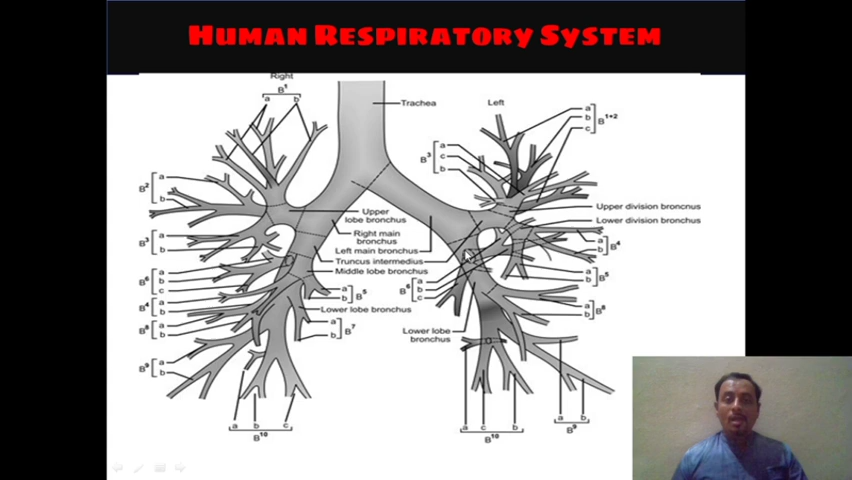 Human Respiratory System
Right
B1
a b
Trachea
Left
a
b
c
B1+2
B3
a
c
b
B2
a
b
Upper division broncnus
Lower division bronchus
Upper
lobe bronchus
Right main
bronchus
Left main bronchus
Truncus intermedius
Middle lobe bronchus
B3
a
b
a
b
B4
B6
a
b
c
a
b
B5
B6
a
b
c
a
b
B5
B4
a
b
Lower lobe bronchus
a
b
B8
B8
a
b
a
b
B7
Lower lobe
bronchus
B9
a
b
a b c
B10
a c b
B10
a b
B9